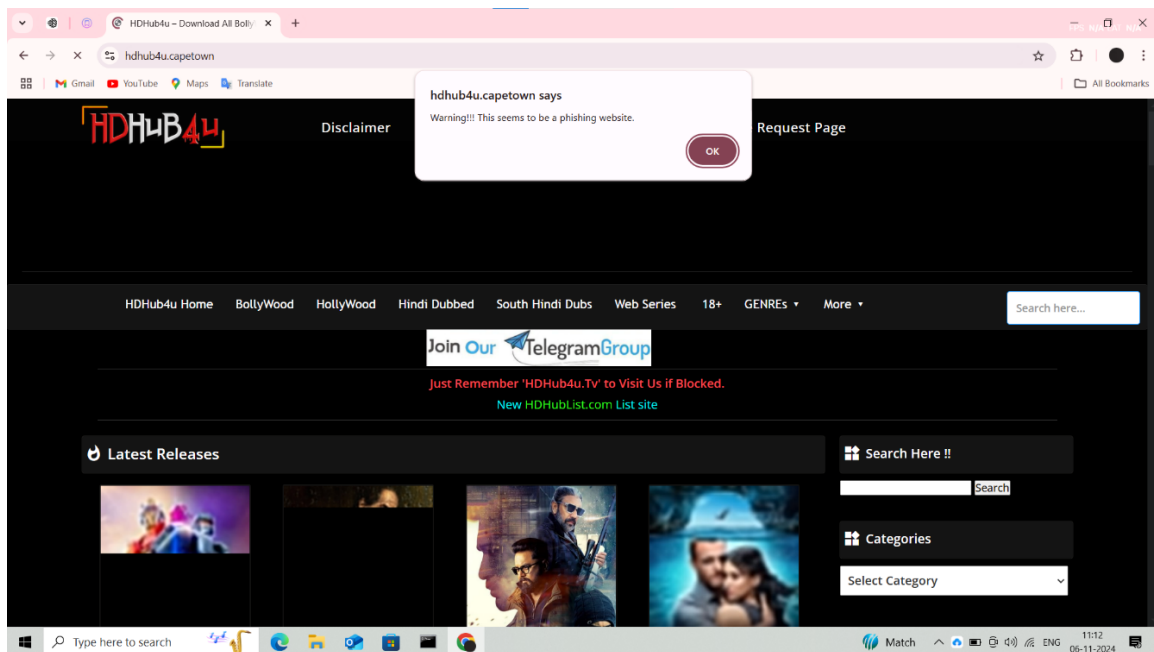 HDHub4u – Download All Bolly
hdhub4u.capetown
Gmail YouTube Maps Translate All Bookmarks
hdhub4u.capetown says
Warning!!! This seems to be a phishing website.
OK
HDHuB4U Disclaimer Request Page
HDHub4u Home BollyWood HollyWood Hindi Dubbed South Hindi Dubs Web Series 18+ GENREs ▾ More ▾ Search here...
Join Our TelegramGroup
Just Remember 'HDHub4u.Tv' to Visit Us if Blocked.
New HDHubList.com List site
Latest Releases Search Here !!
Search
Categories
Select Category
Type here to search Match ENG 11:12
06-11-2024